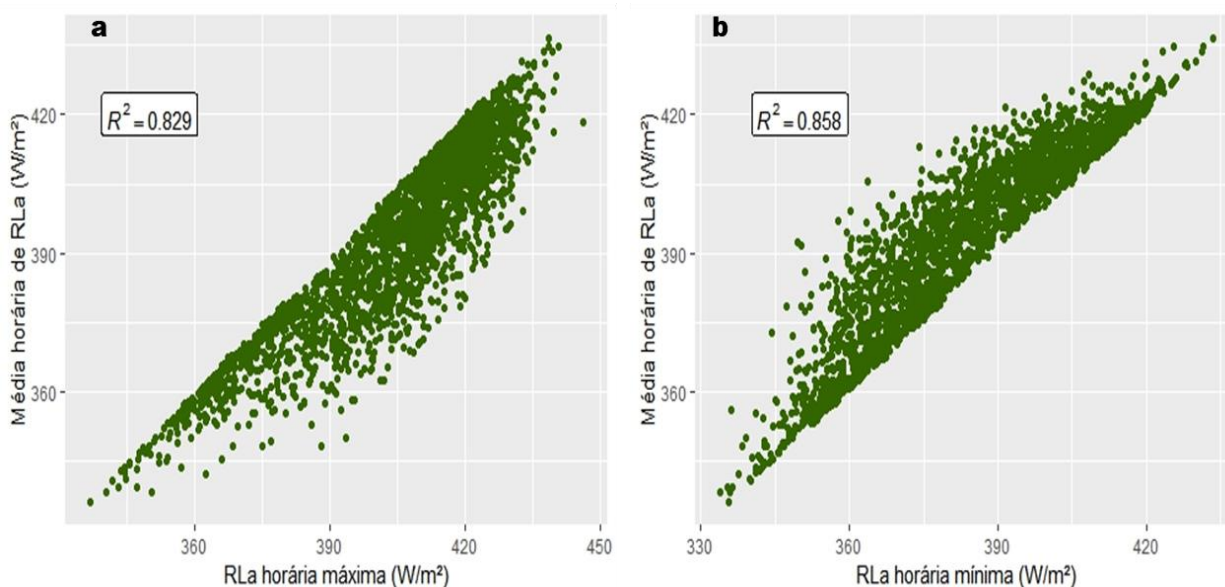 a
R² = 0.829
Média horária de RLa (W/m²)
420
390
360
360 390 420 450
RLa horária máxima (W/m²)
b
R² = 0.858
Média horária de RLa (W/m²)
420
390
360
330 360 390 420
RLa horária mínima (W/m²)